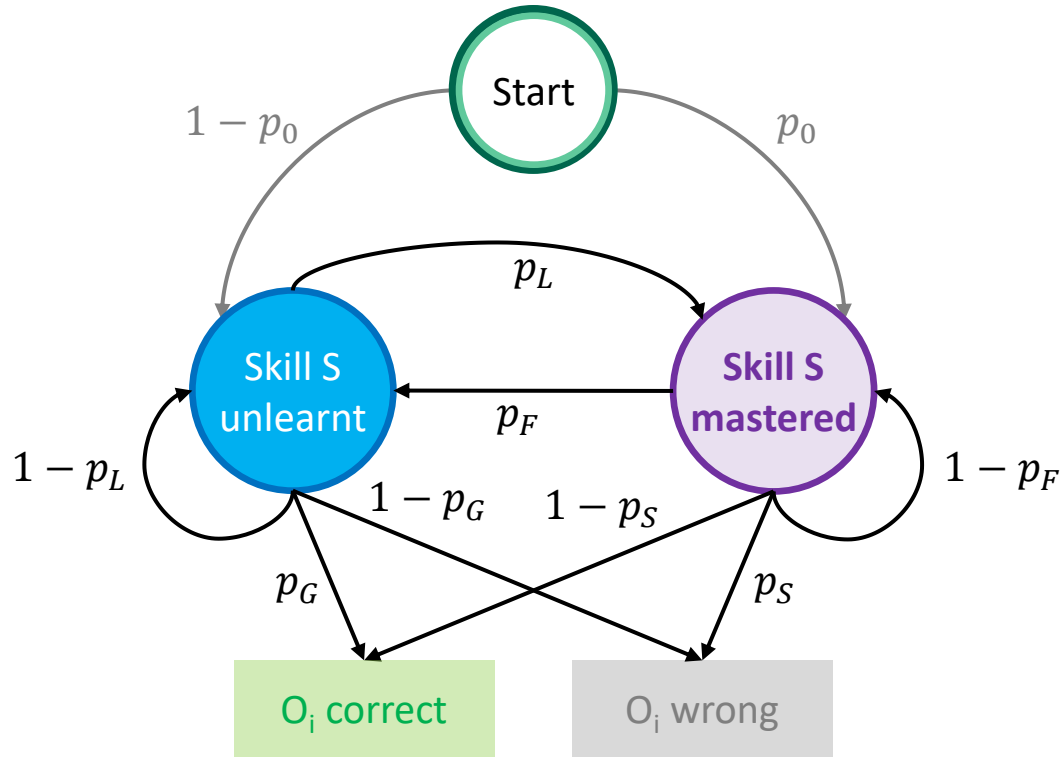 Start
1 − p₀
p₀
p_L
Skill S
unlearnt
Skill S
mastered
p_F
1 − p_L
1 − p_F
1 − p_G
1 − p_S
p_G
p_S
Oᵢ correct
Oᵢ wrong